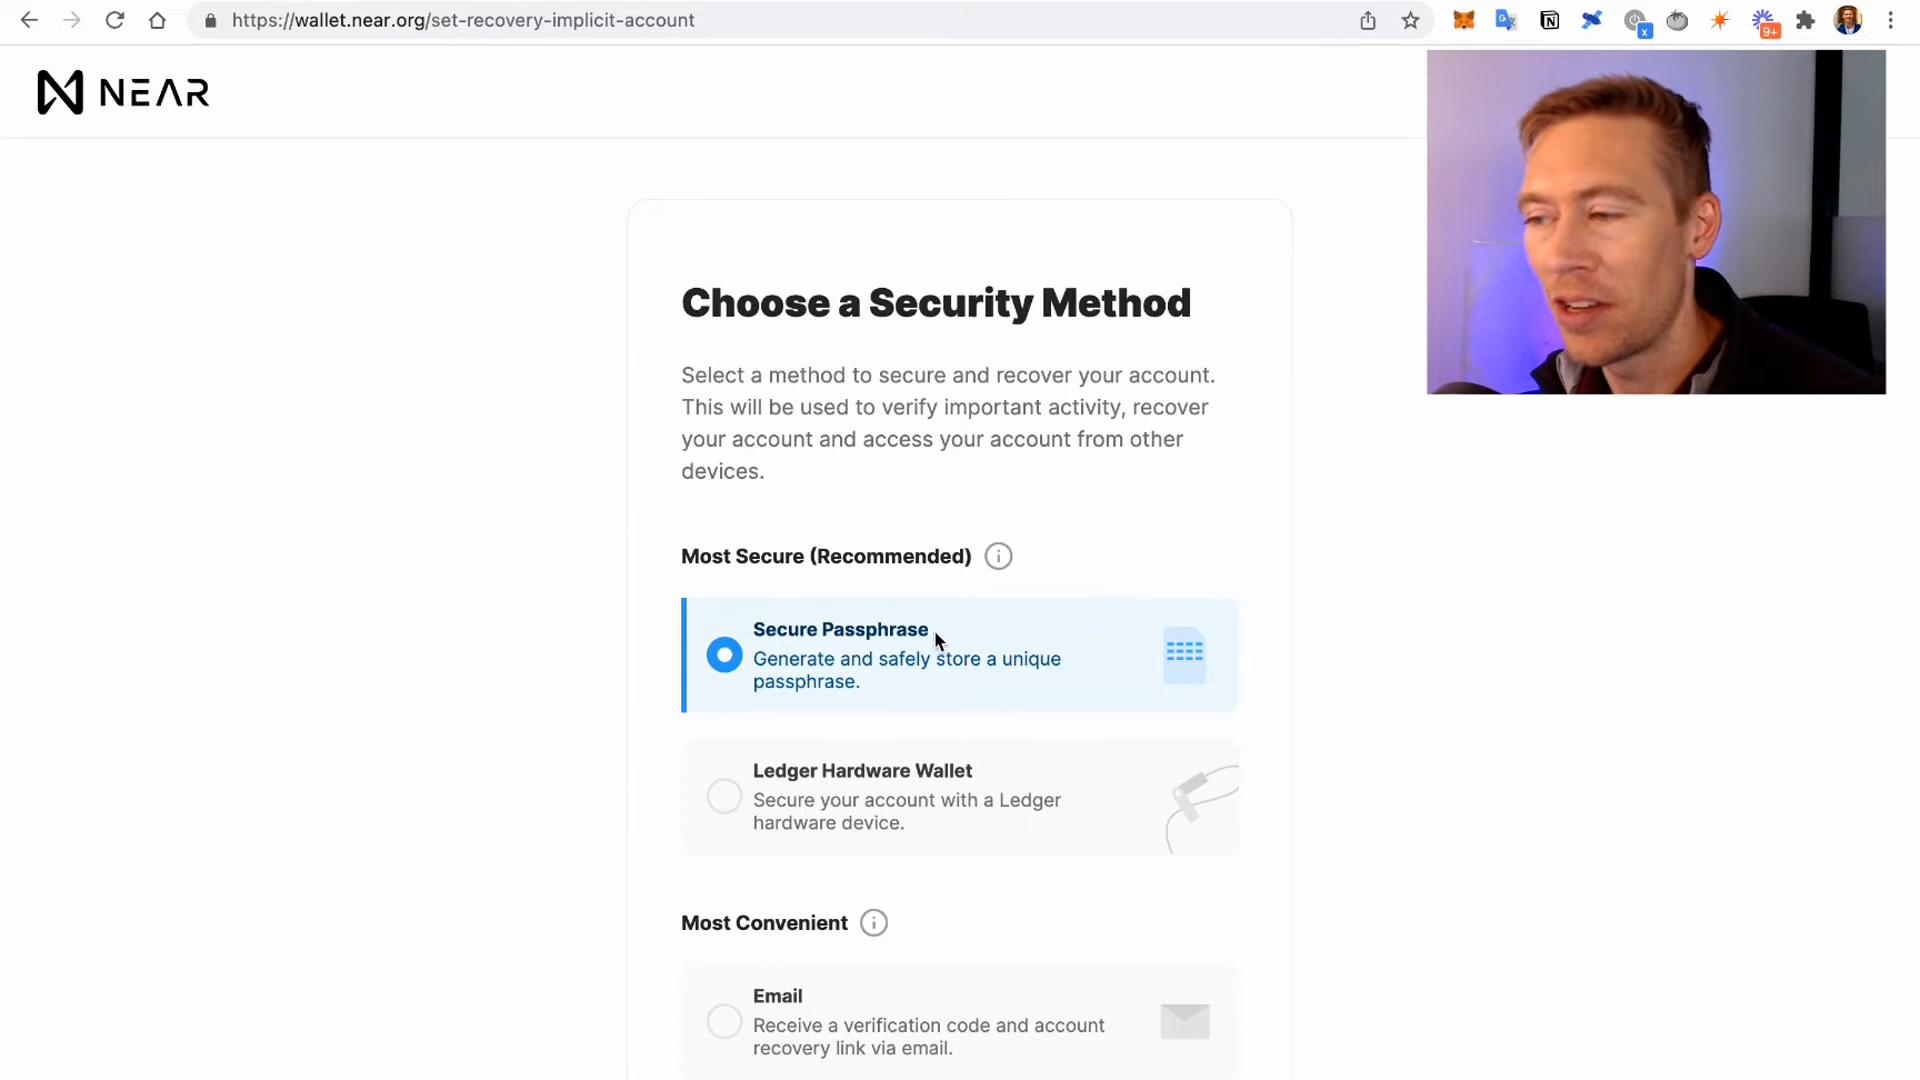 https://wallet.near.org/set-recovery-implicit-account
x
9+
NEAR
Choose a Security Method
Select a method to secure and recover your account.
This will be used to verify important activity, recover
your account and access your account from other
devices.
Most Secure (Recommended)
Secure Passphrase
Generate and safely store a unique
passphrase.
Ledger Hardware Wallet
Secure your account with a Ledger
hardware device.
Most Convenient
Email
Receive a verification code and account
recovery link via email.